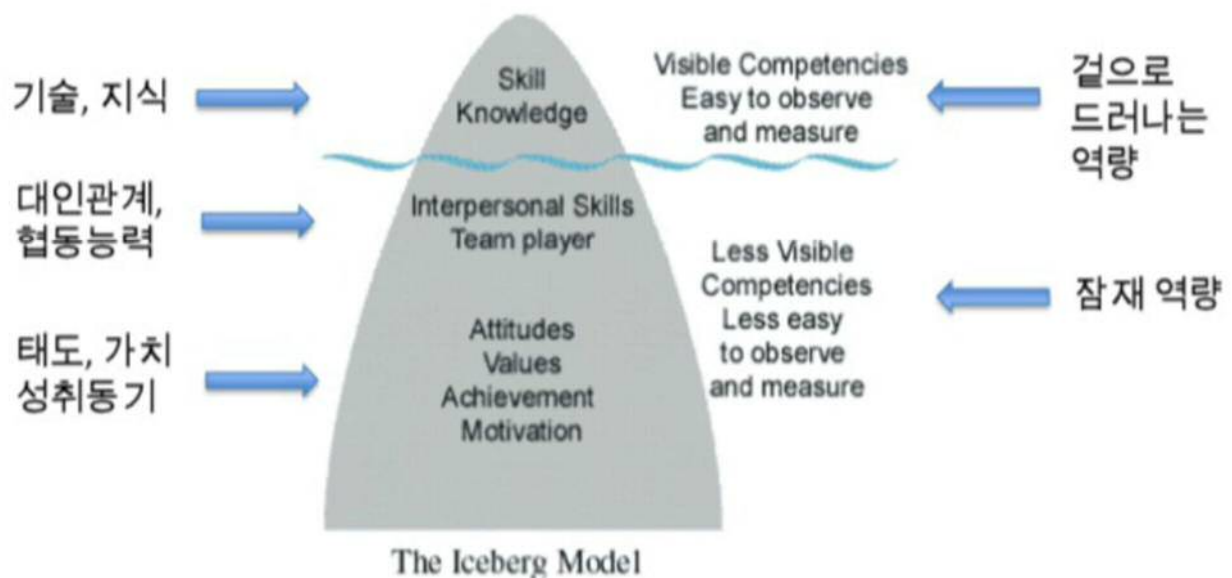 기술, 지식
Skill
Knowledge
Visible Competencies
Easy to observe
and measure
겉으로
드러나는
역량
대인관계,
협동능력
Interpersonal Skills
Team player
Less Visible
Competencies
Less easy
to observe
and measure
잠재 역량
태도, 가치
성취동기
Attitudes
Values
Achievement
Motivation
The Iceberg Model